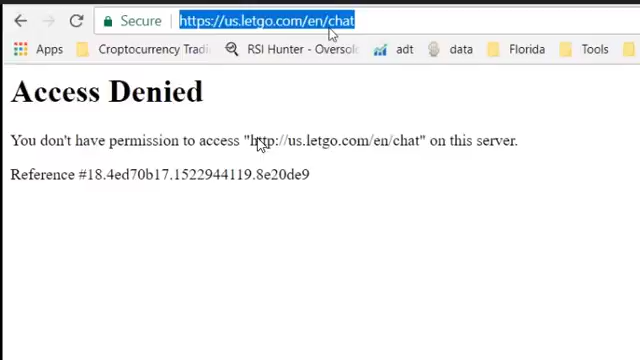 Secure | https://us.letgo.com/en/chat
Apps Cryptocurrency Tradi RSI Hunter - Oversol adt data Florida Tools
Access Denied
You don't have permission to access "http://us.letgo.com/en/chat" on this server.
Reference #18.4ed70b17.1522944119.8e20de9